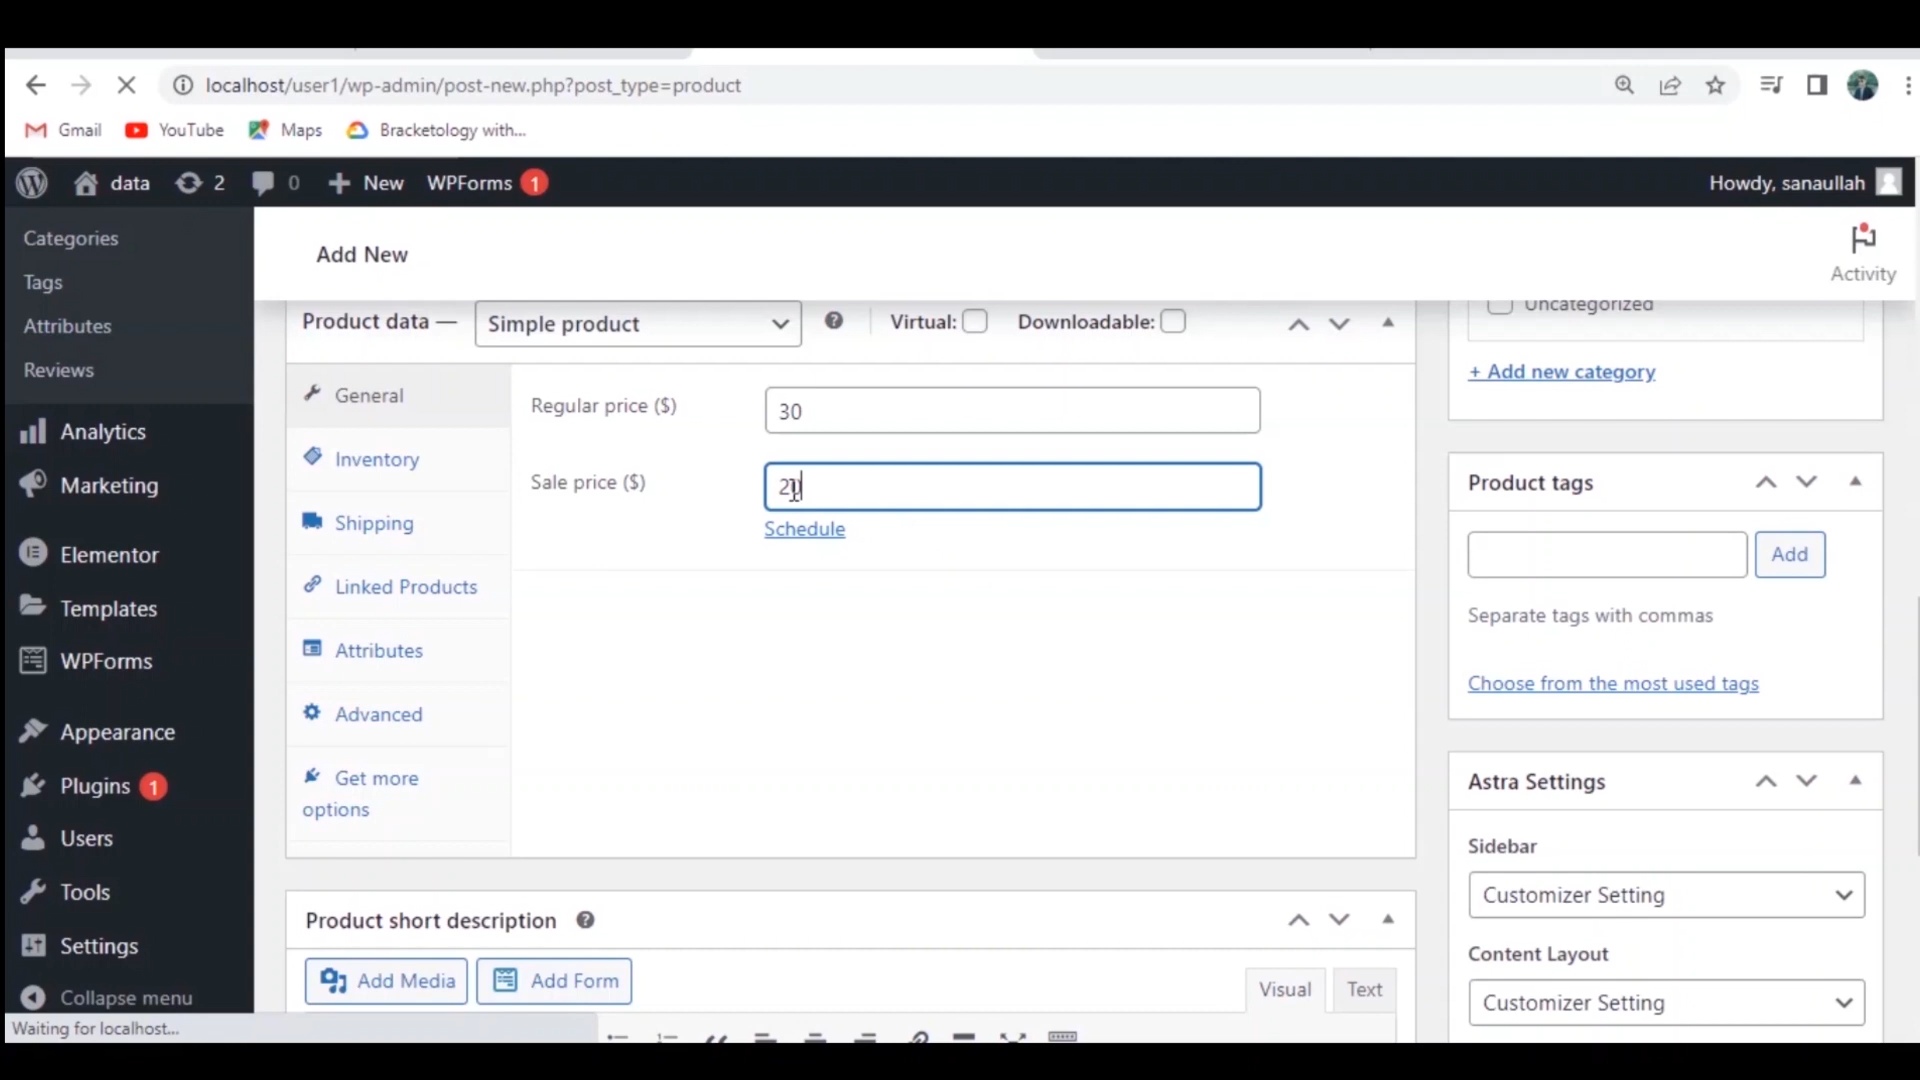 localhost/user1/wp-admin/post-new.php?post_type=product
Gmail YouTube Maps Bracketology with...
data 2 0 New WPForms 1 Howdy, sanaullah
Categories
Tags
Attributes
Reviews
Analytics
Marketing
Elementor
Templates
WPForms
Appearance
Plugins 1
Users
Tools
Settings
Collapse menu
Waiting for localhost...
Add New
Activity
Product data — Simple product Virtual: Downloadable:
General
Inventory
Shipping
Linked Products
Attributes
Advanced
Get more
options
Regular price ($) 30
Sale price ($) 20
Schedule
Product short description
Add Media Add Form Visual Text
Uncategorized
+ Add new category
Product tags
Add
Separate tags with commas
Choose from the most used tags
Astra Settings
Sidebar
Customizer Setting
Content Layout
Customizer Setting